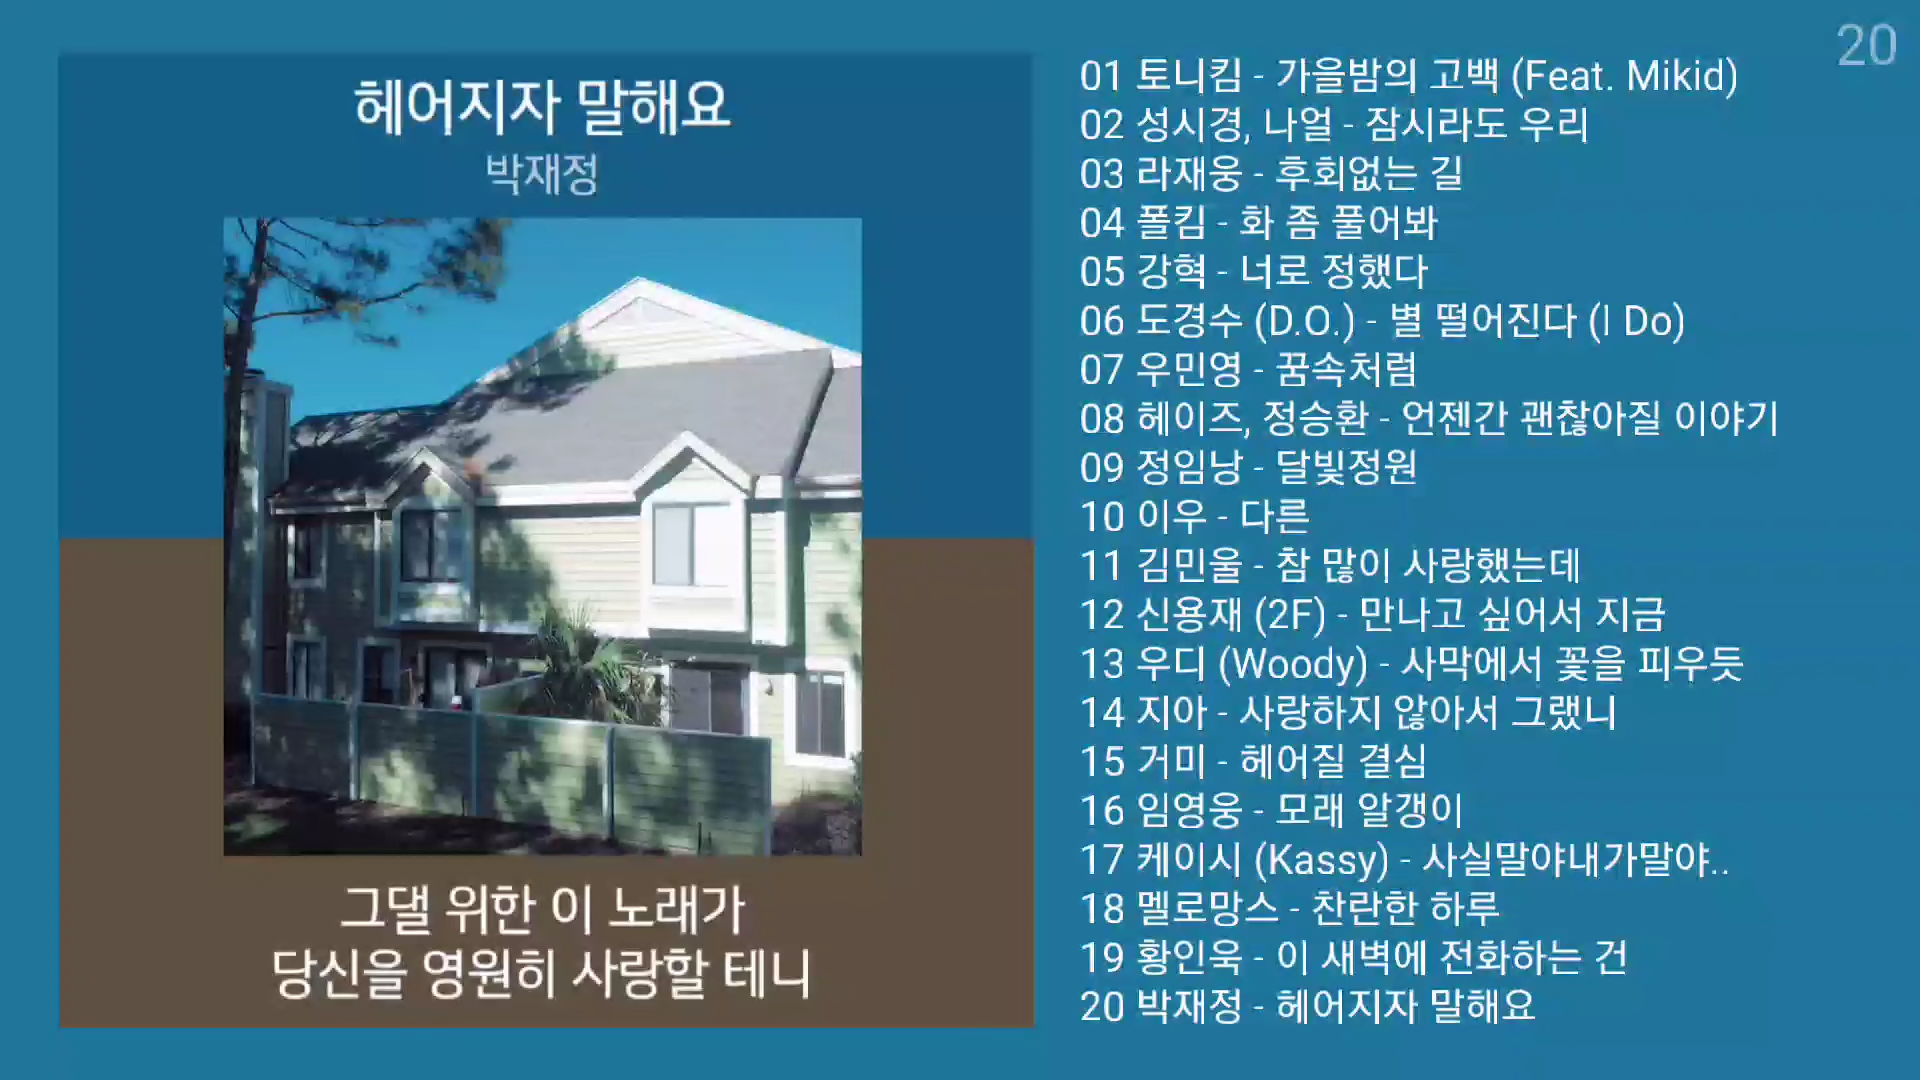 헤어지자 말해요
박재정
그댈 위한 이 노래가
당신을 영원히 사랑할 테니
20
01 토니킴 - 가을밤의 고백 (Feat. Mikid)
02 성시경, 나얼 - 잠시라도 우리
03 라재웅 - 후회없는 길
04 폴킴 - 화 좀 풀어봐
05 강혁 - 너로 정했다
06 도경수 (D.O.) - 별 떨어진다 (I Do)
07 우민영 - 꿈속처럼
08 헤이즈, 정승환 - 언젠간 괜찮아질 이야기
09 정임낭 - 달빛정원
10 이우 - 다른
11 김민울 - 참 많이 사랑했는데
12 신용재 (2F) - 만나고 싶어서 지금
13 우디 (Woody) - 사막에서 꽃을 피우듯
14 지아 - 사랑하지 않아서 그랬니
15 거미 - 헤어질 결심
16 임영웅 - 모래 알갱이
17 케이시 (Kassy) - 사실말야내가말야..
18 멜로망스 - 찬란한 하루
19 황인욱 - 이 새벽에 전화하는 건
20 박재정 - 헤어지자 말해요